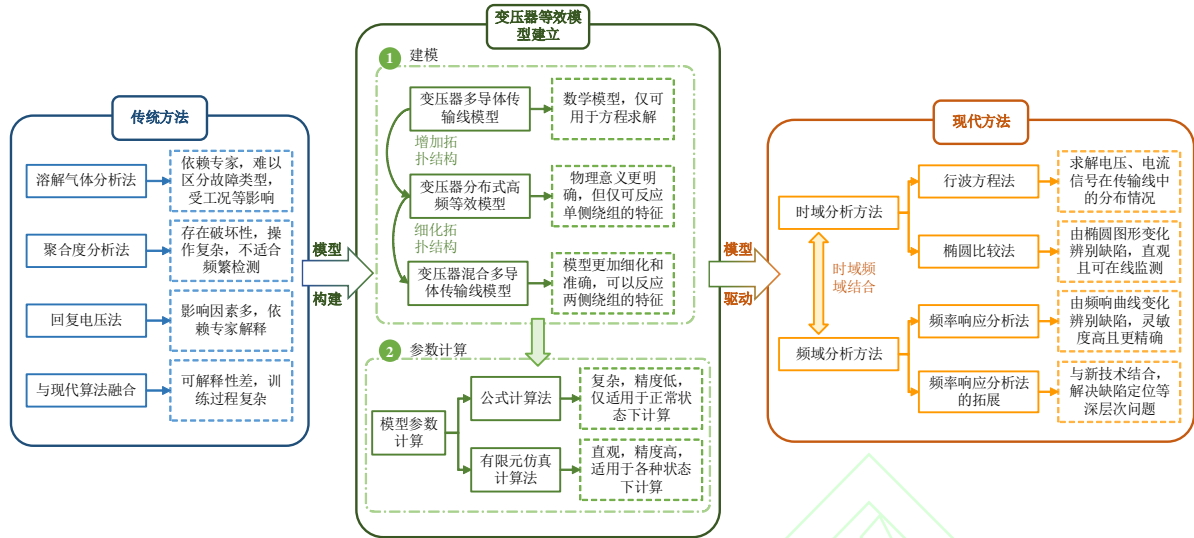 传统方法
溶解气体分析法
依赖专家，难以
区分故障类型，
受工况等影响
聚合度分析法
存在破坏性，操
作复杂，不适合
频繁检测
回复电压法
影响因素多，依
赖专家解释
与现代算法融合
可解释性差，训
练过程复杂
模型
构建
变压器等效模
型建立
1 建模
变压器多导体传
输线模型
数学模型，仅可
用于方程求解
增加拓
扑结构
变压器分布式高
频等效模型
物理意义更
明确，但仅可反应
单侧绕组的特征
细化拓
扑结构
变压器混合多导
体传输线模型
模型更加细化和
准确，可以反应
两侧绕组的特征
2 参数计算
模型参数
计算
公式计算法
复杂，精度低，
仅适用于正常状
态下计算
有限元仿真
计算法
直观，精度高，
适用于各种状态
下计算
模型
驱动
现代方法
时域分析方法
行波方程法
求解电压、电流
信号在传输线中
的分布情况
椭圆比较法
由椭圆图形变化
辨别缺陷，直观
且可在线监测
时域频
域结合
频域分析方法
频率响应分析法
由频响曲线变化
辨别缺陷，灵敏
度高且更精确
频率响应分析法
的拓展
与新技术结合，
解决缺陷定位等
深层次问题